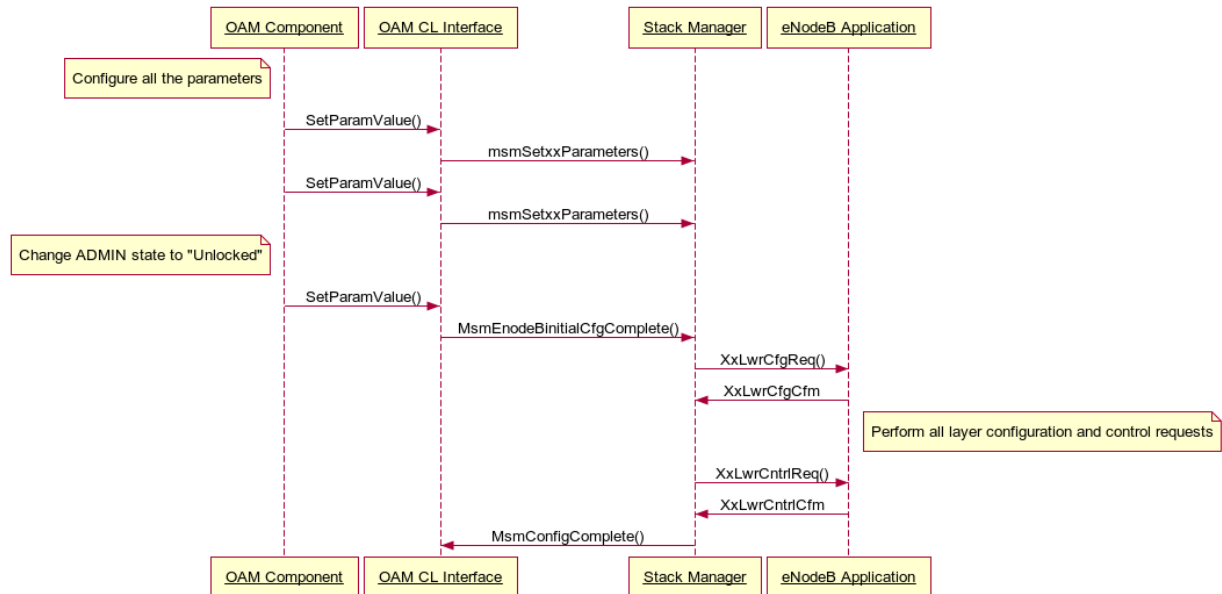 OAM Component
OAM CL Interface
Stack Manager
eNodeB Application
Configure all the parameters
SetParamValue()
msmSetxxParameters()
SetParamValue()
msmSetxxParameters()
Change ADMIN state to "Unlocked"
SetParamValue()
MsmEnodeBinitialCfgComplete()
XxLwrCfgReq()
XxLwrCfgCfm
Perform all layer configuration and control requests
XxLwrCntrlReq()
XxLwrCntrlCfm
MsmConfigComplete()
OAM Component
OAM CL Interface
Stack Manager
eNodeB Application